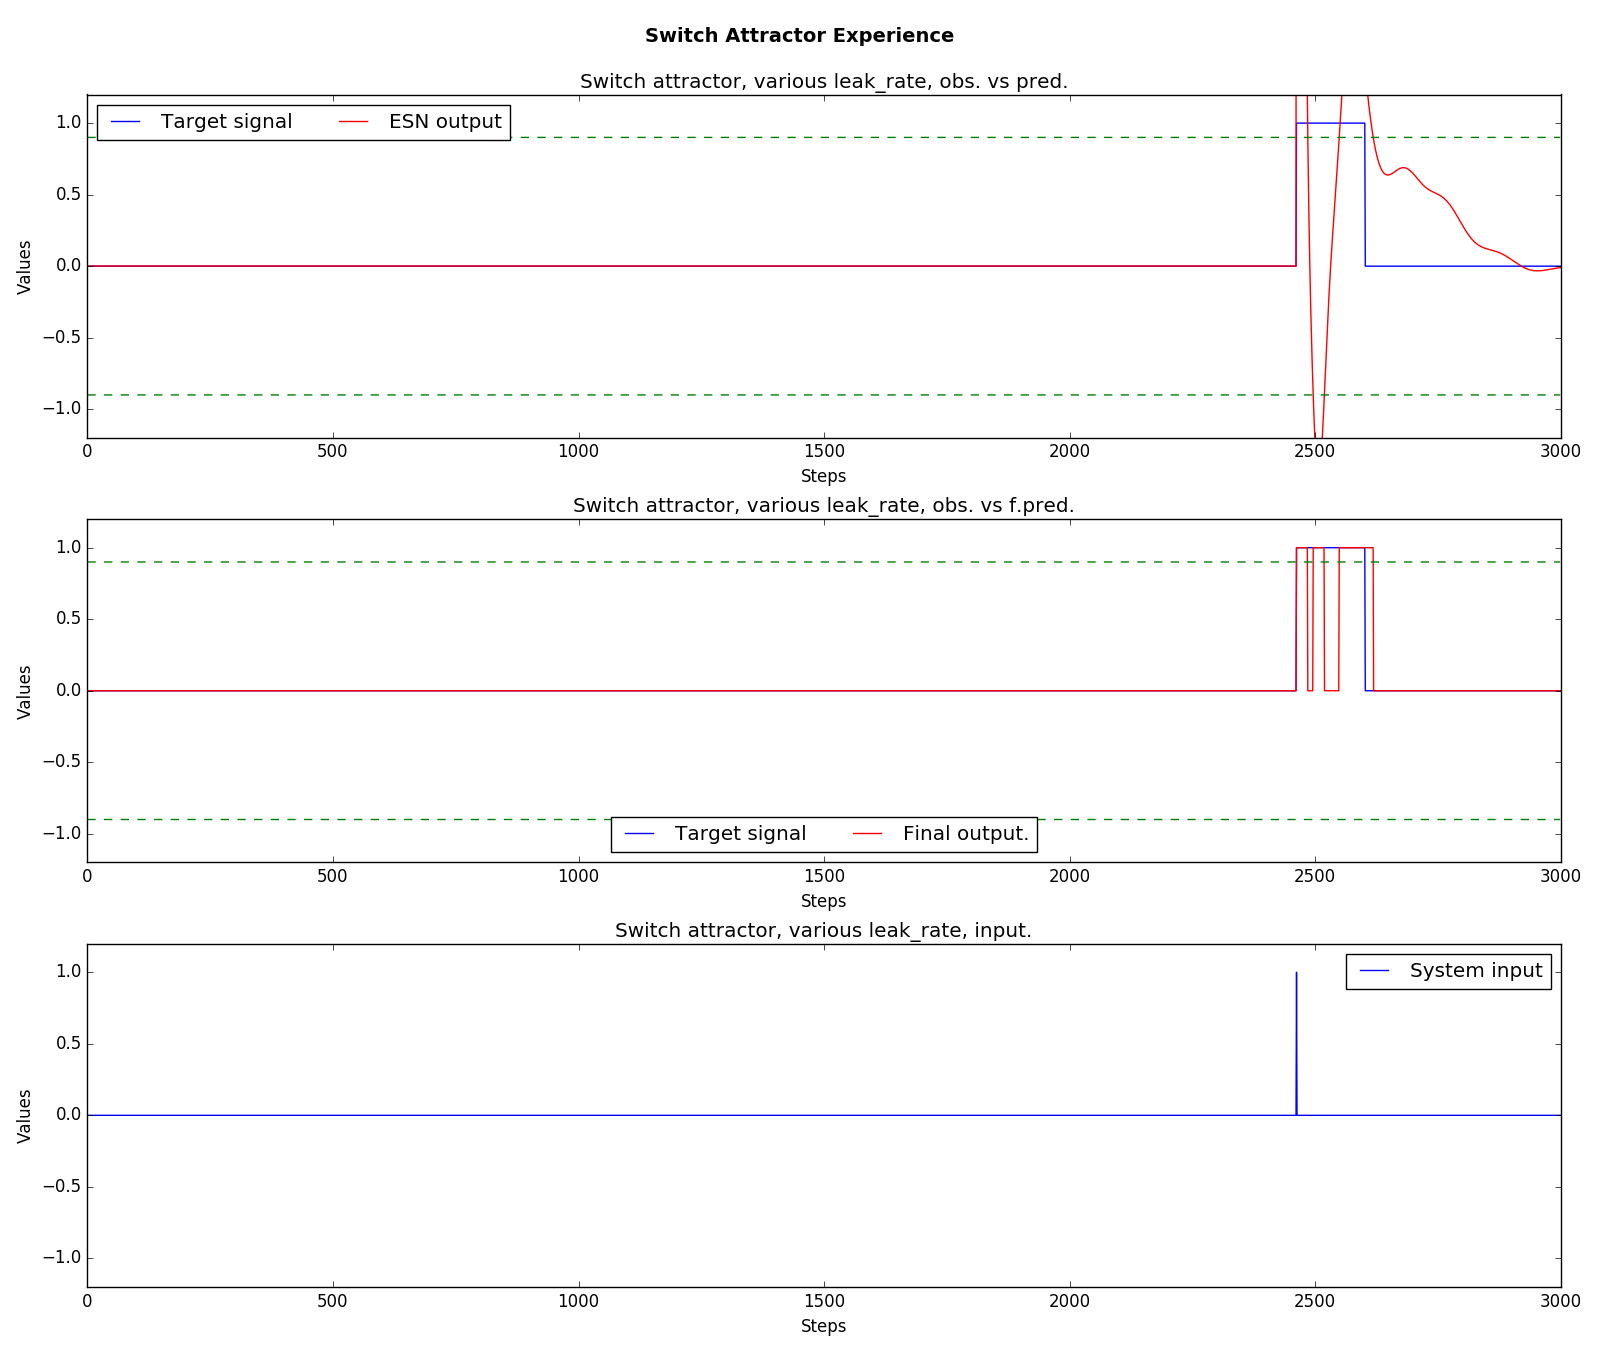 Switch Attractor Experience
Switch attractor, various leak_rate, obs. vs pred.
Target signal ESN output
1.0
0.5
0.0
−0.5
−1.0
Values
0 500 1000 1500 2000 2500 3000
Steps
Switch attractor, various leak_rate, obs. vs f.pred.
1.0
0.5
0.0
−0.5
−1.0
Values
Target signal Final output.
0 500 1000 1500 2000 2500 3000
Steps
Switch attractor, various leak_rate, input.
System input
1.0
0.5
0.0
−0.5
−1.0
Values
0 500 1000 1500 2000 2500 3000
Steps